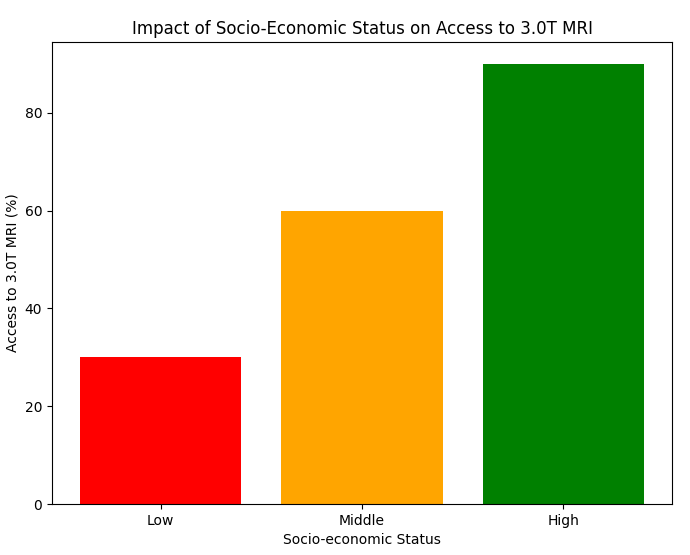 Impact of Socio-Economic Status on Access to 3.0T MRI
Access to 3.0T MRI (%)
80
60
40
20
0
Low
Middle
High
Socio-economic Status